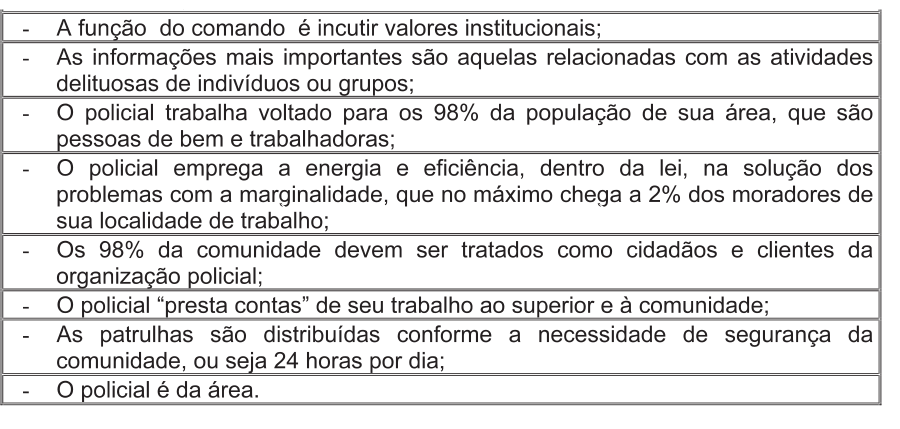 - A função do comando é incutir valores institucionais;
- As informações mais importantes são aquelas relacionadas com as atividades
delituosas de indivíduos ou grupos;
- O policial trabalha voltado para os 98% da população de sua área, que são
pessoas de bem e trabalhadoras;
- O policial emprega a energia e eficiência, dentro da lei, na solução dos
problemas com a marginalidade, que no máximo chega a 2% dos moradores de
sua localidade de trabalho;
- Os 98% da comunidade devem ser tratados como cidadãos e clientes da
organização policial;
- O policial “presta contas” de seu trabalho ao superior e à comunidade;
- As patrulhas são distribuídas conforme a necessidade de segurança da
comunidade, ou seja 24 horas por dia;
- O policial é da área.